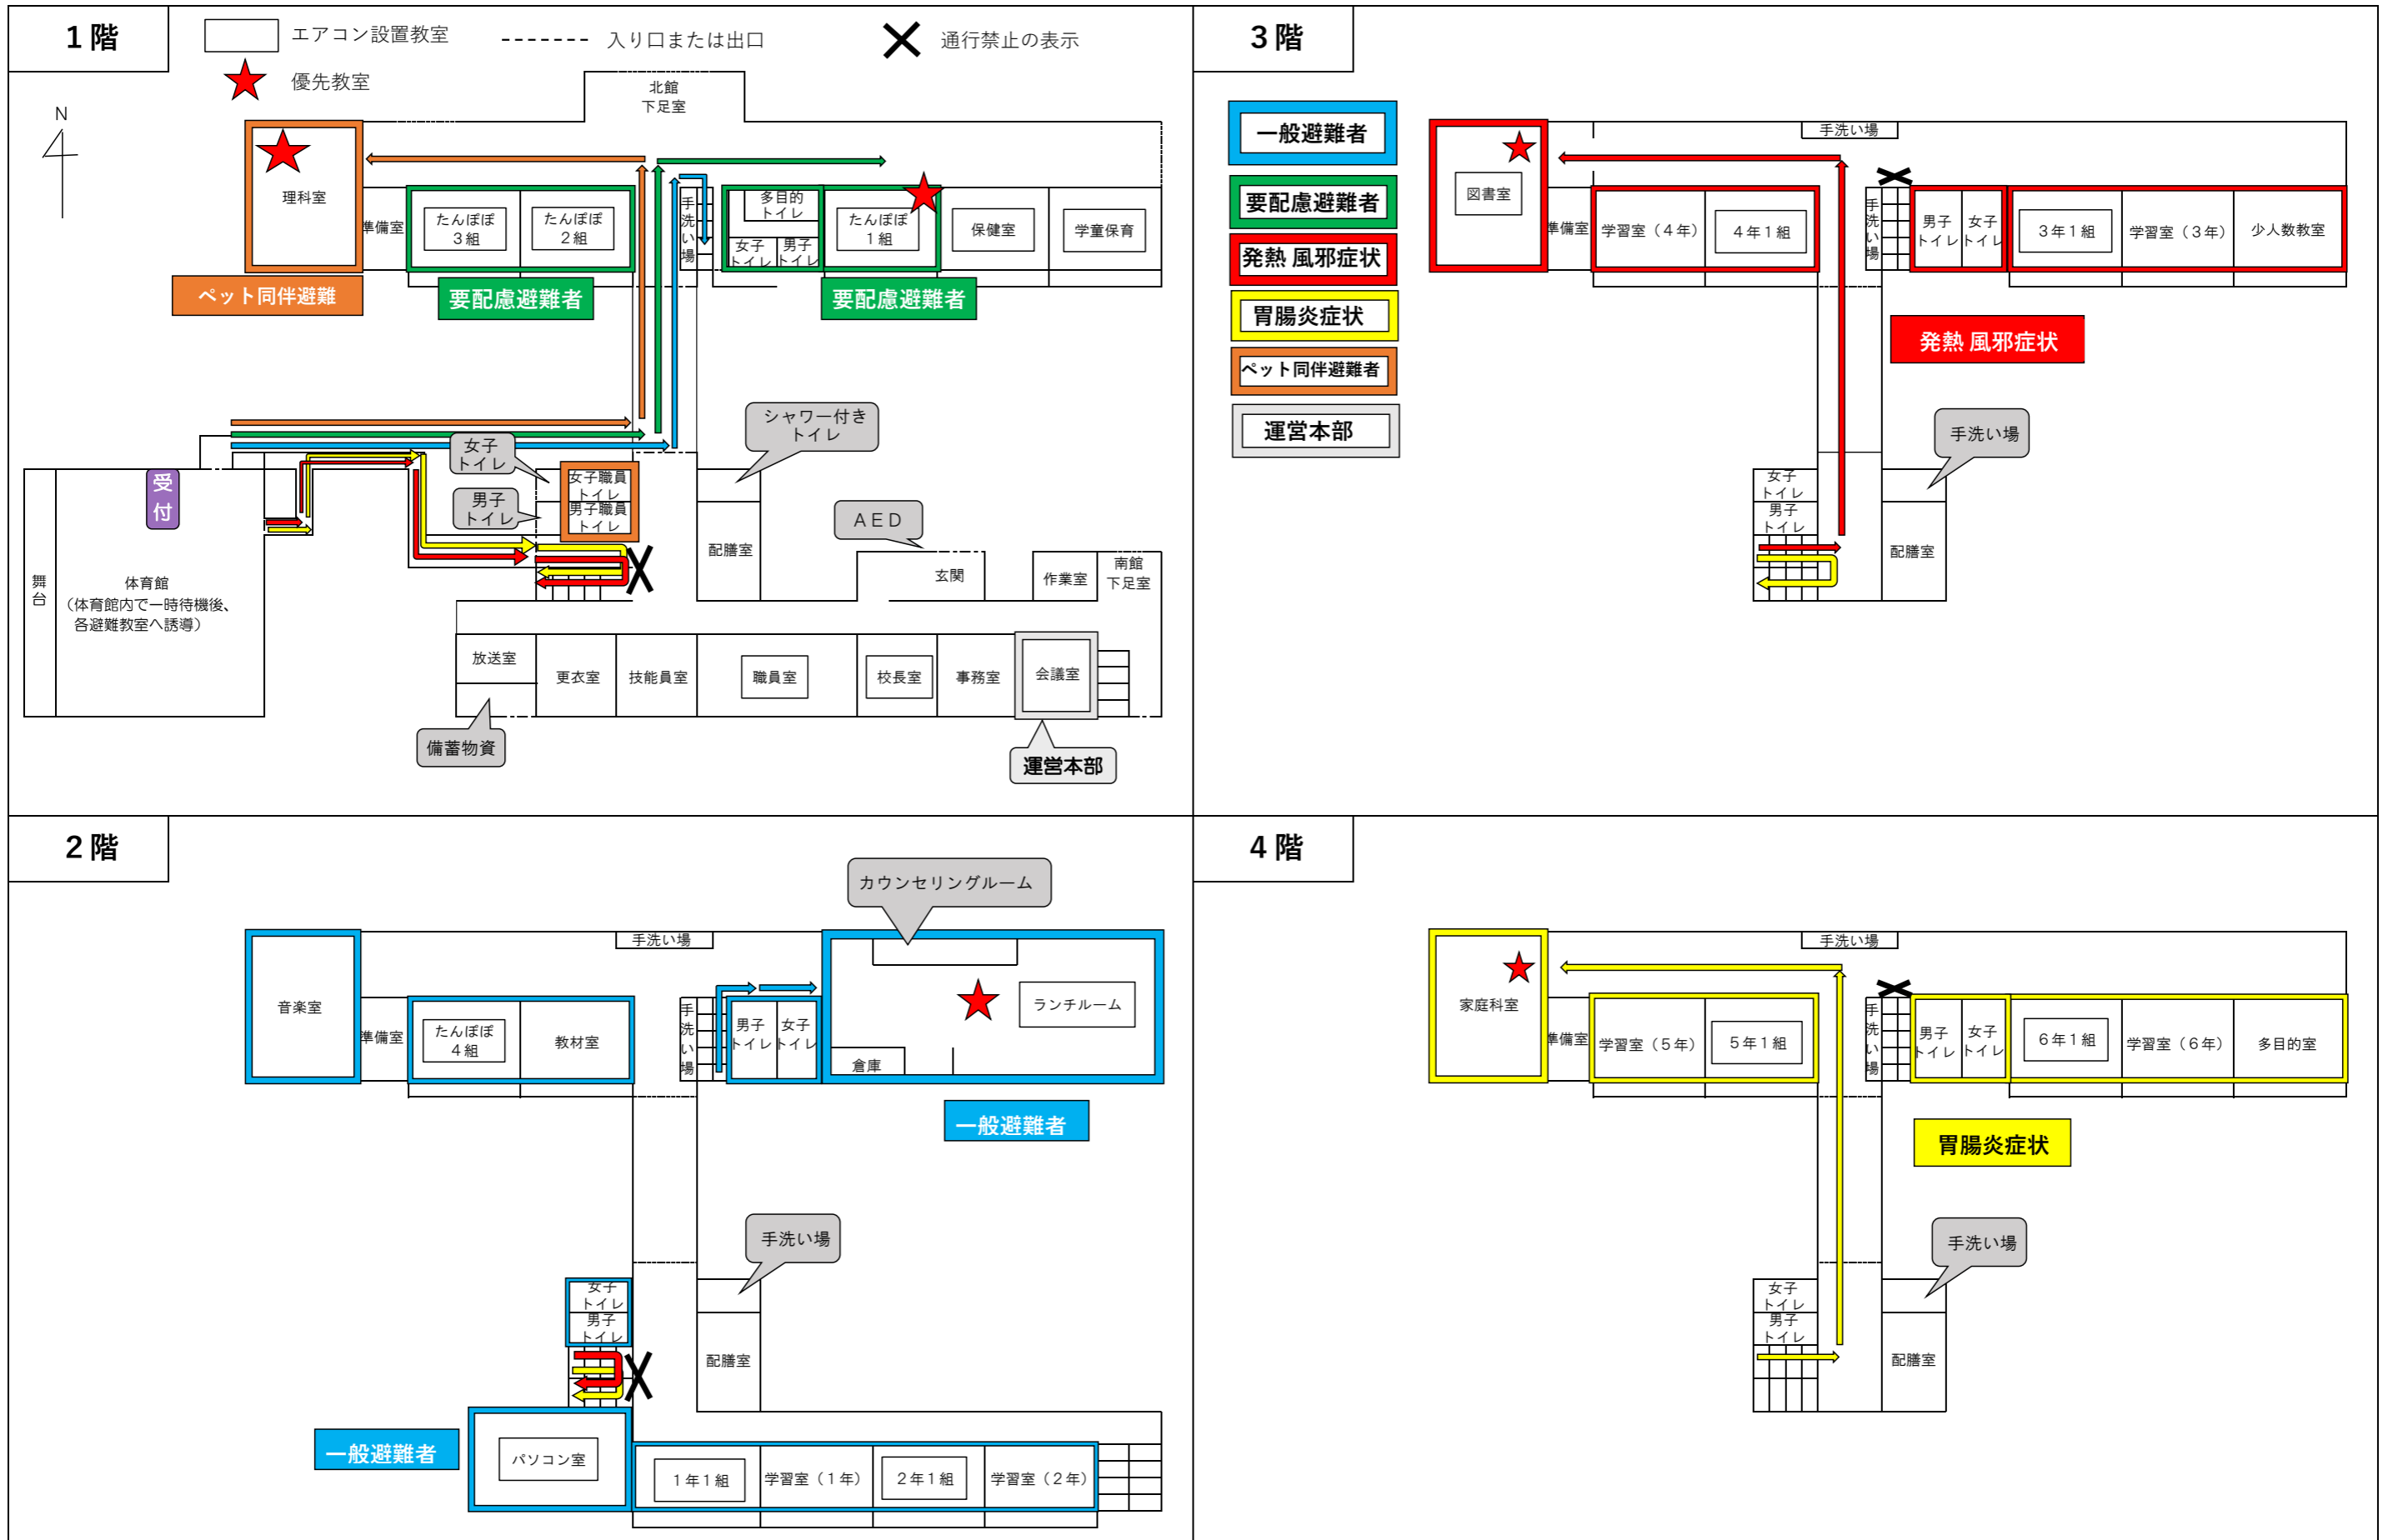 1階
エアコン設置教室
入り口または出口
通行禁止の表示
優先教室
N
北館
下足室
理科室
準備室
たんぽぽ
3組
たんぽぽ
2組
手洗い場
多目的
トイレ
女子
トイレ
男子
トイレ
たんぽぽ
1組
保健室
学童保育
ペット同伴避難
要配慮避難者
要配慮避難者
シャワー付き
トイレ
女子
トイレ
男子
トイレ
女子職員
トイレ
男子職員
トイレ
受付
AED
配膳室
玄関
作業室
南館
下足室
舞台
体育館
(体育館内で一時待機後、
各避難教室へ誘導)
放送室
更衣室
技能員室
職員室
校長室
事務室
会議室
備蓄物資
運営本部
3階
一般避難者
要配慮避難者
発熱 風邪症状
胃腸炎症状
ペット同伴避難者
運営本部
図書室
準備室
学習室(4年)
4年1組
手洗い場
手洗い場
男子
トイレ
女子
トイレ
3年1組
学習室(3年)
少人数教室
発熱 風邪症状
手洗い場
女子
トイレ
男子
トイレ
配膳室
2階
カウンセリングルーム
音楽室
準備室
たんぽぽ
4組
教材室
手洗い場
手洗い場
男子
トイレ
女子
トイレ
ランチルーム
倉庫
一般避難者
手洗い場
女子
トイレ
男子
トイレ
配膳室
一般避難者
パソコン室
1年1組
学習室(1年)
2年1組
学習室(2年)
4階
家庭科室
準備室
学習室(5年)
5年1組
手洗い場
手洗い場
男子
トイレ
女子
トイレ
6年1組
学習室(6年)
多目的室
胃腸炎症状
手洗い場
女子
トイレ
男子
トイレ
配膳室